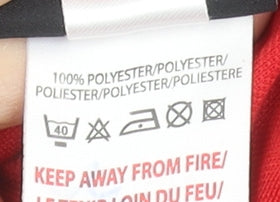 100% POLYESTER/POLYESTER/
POLIESTER/POLYESTER/POLIESTERE
40
KEEP AWAY FROM FIRE/
LOIN DU FEU/